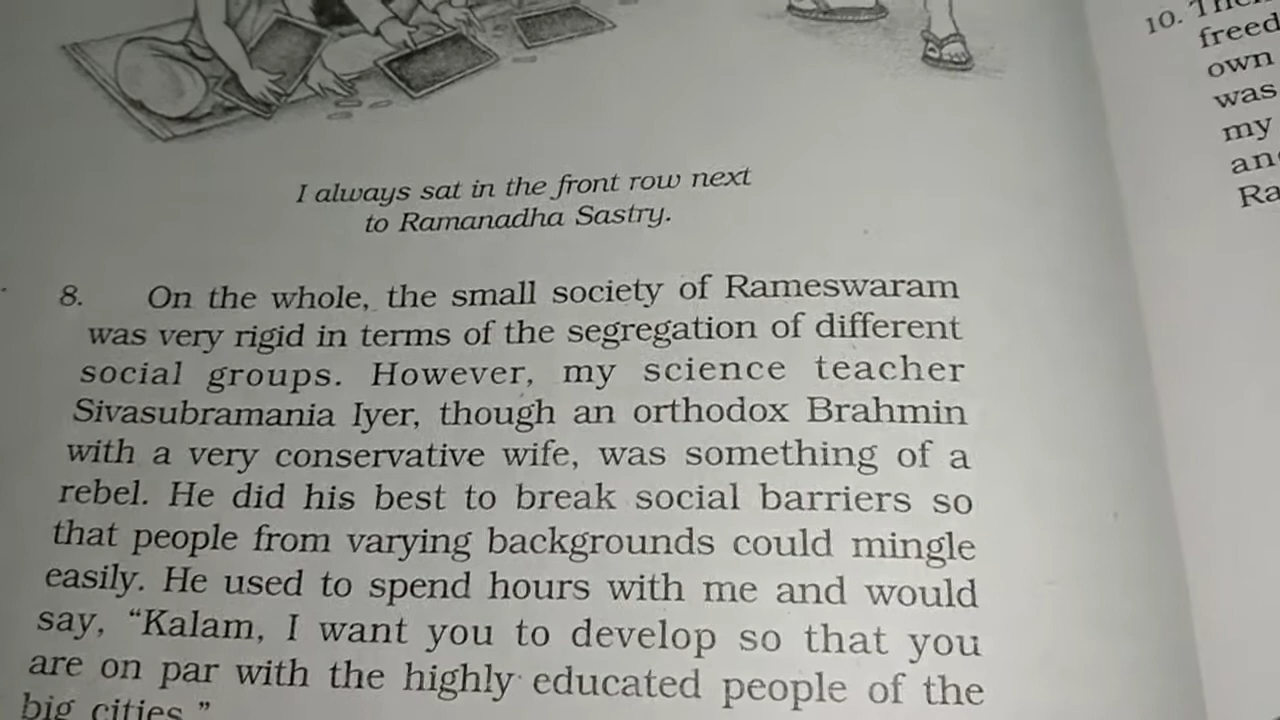 I always sat in the front row next
to Ramanadha Sastry.
8. On the whole, the small society of Rameswaram
was very rigid in terms of the segregation of different
social groups. However, my science teacher
Sivasubramania Iyer, though an orthodox Brahmin
with a very conservative wife, was something of a
rebel. He did his best to break social barriers so
that people from varying backgrounds could mingle
easily. He used to spend hours with me and would
say, “Kalam, I want you to develop so that you
are on par with the highly educated people of the
big cities.”
10.
freed
own
was
my